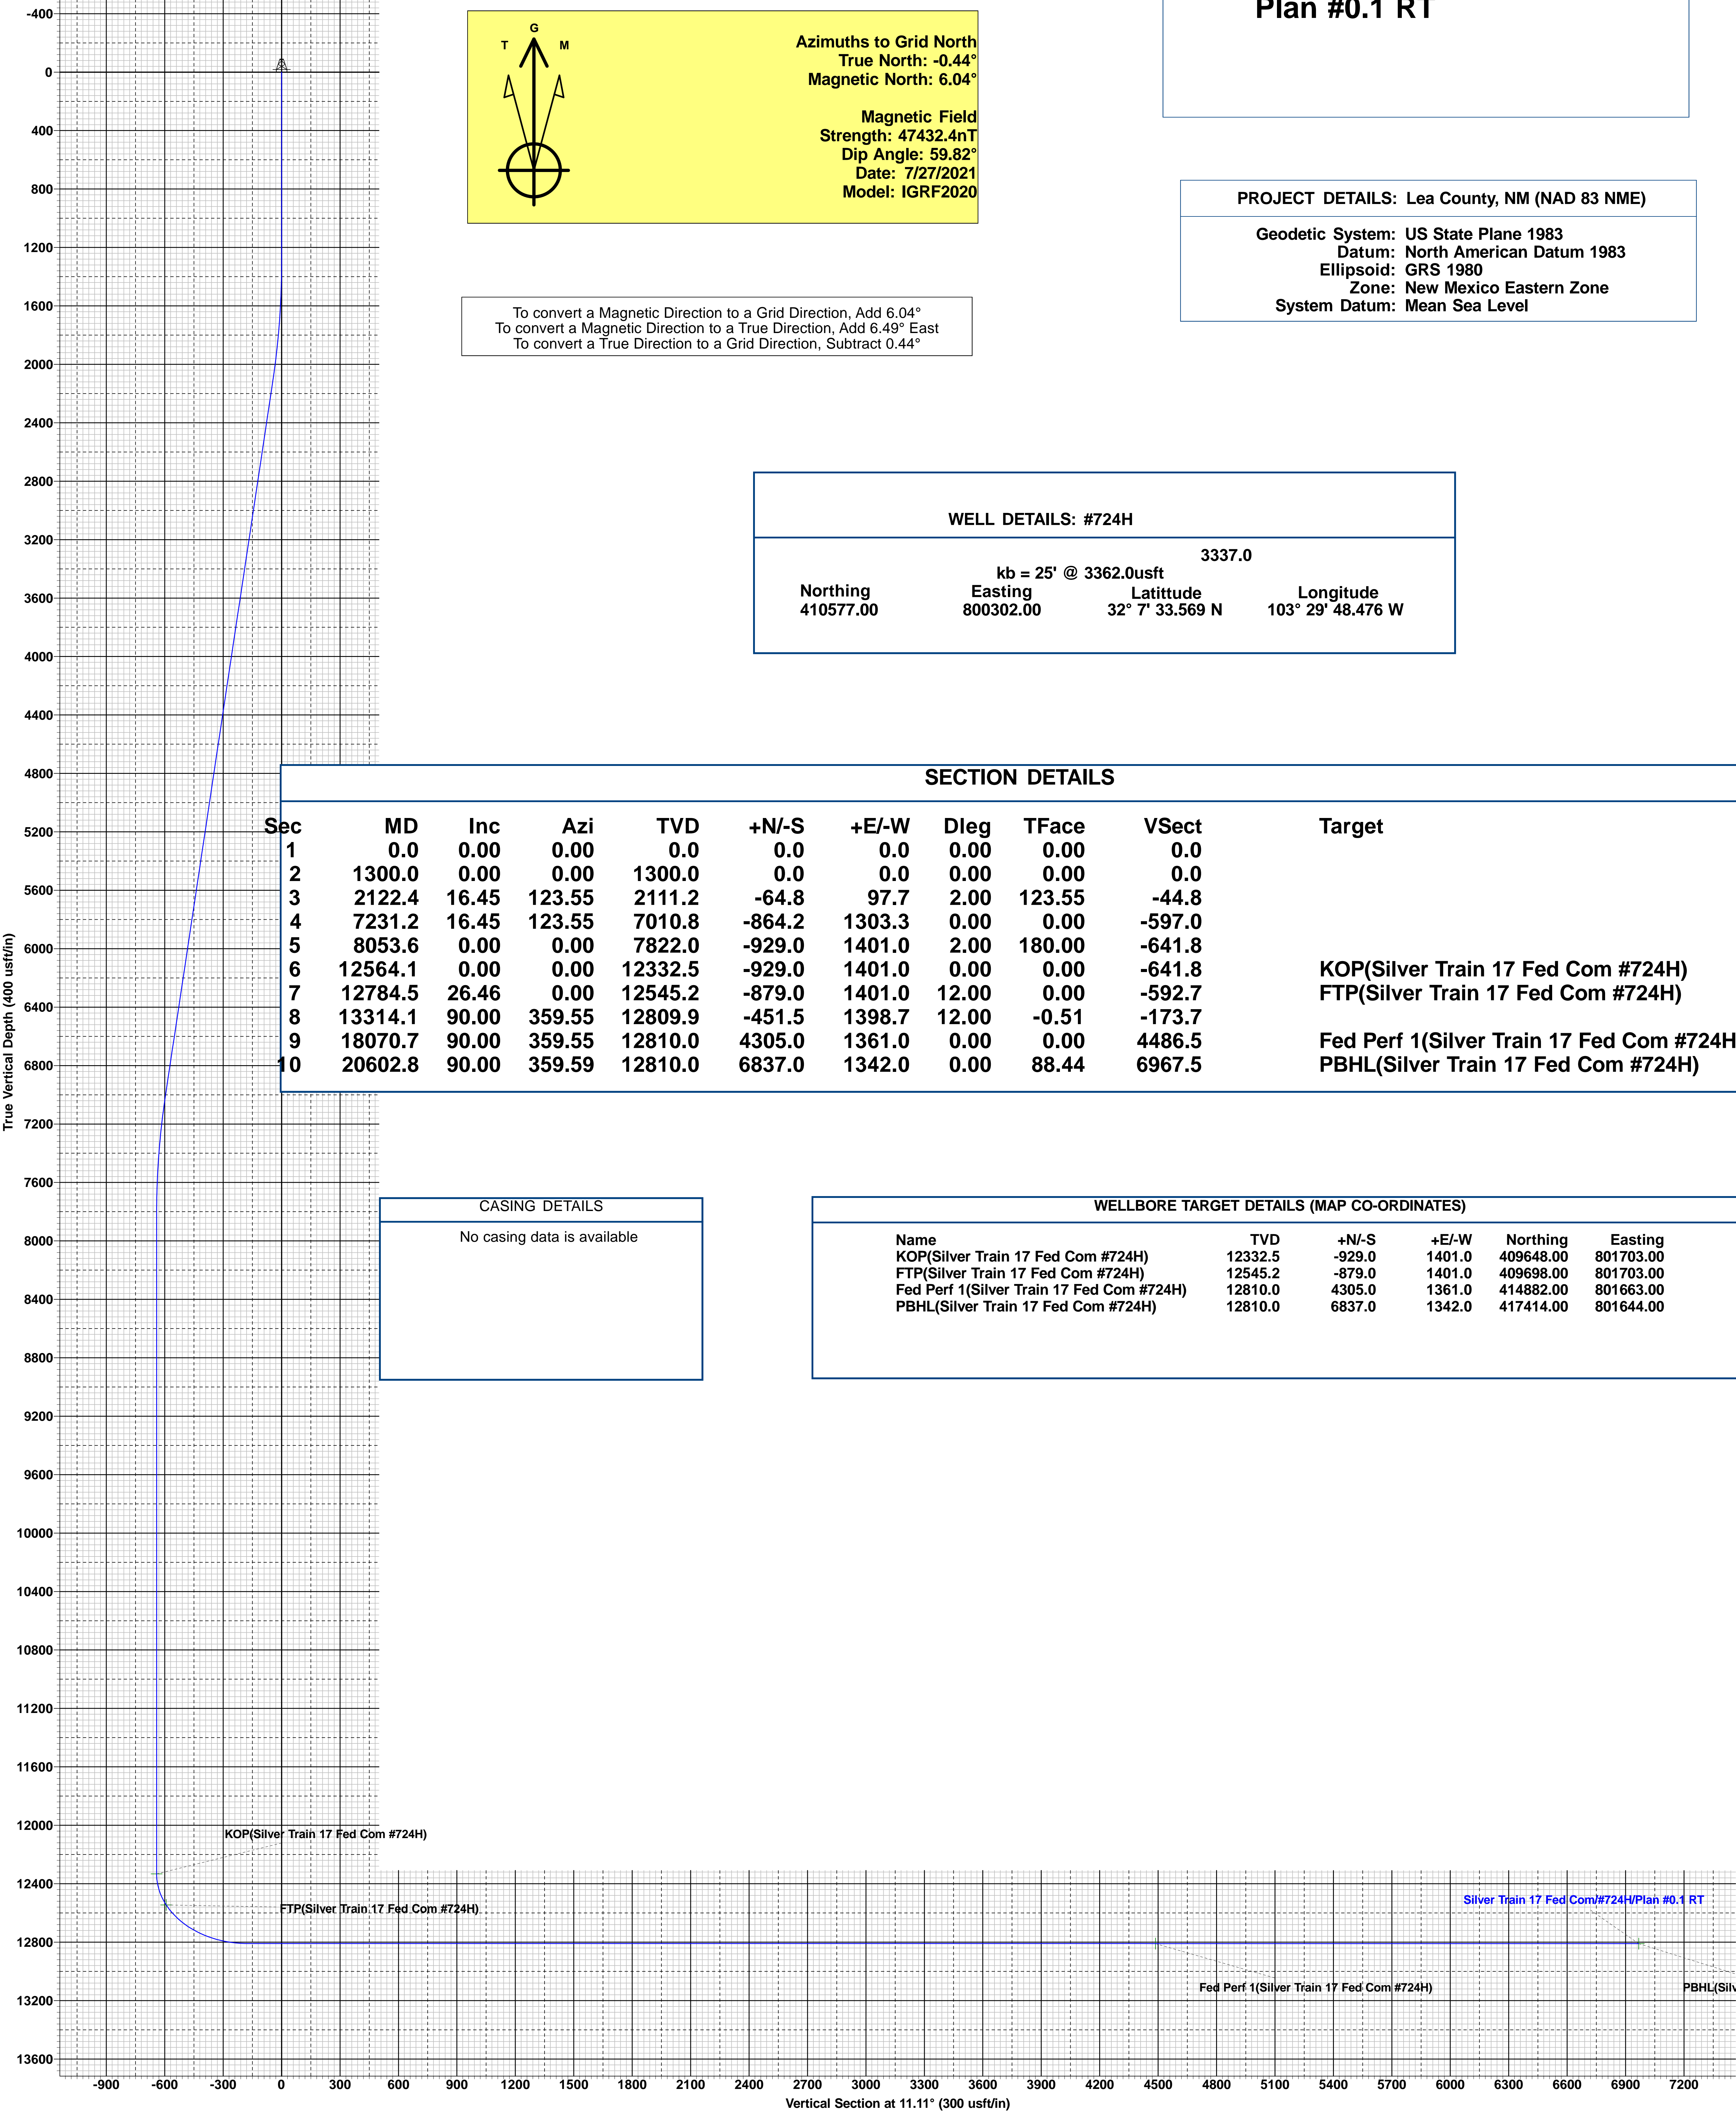 Plan #0.1 RT
G
T M
Azimuths to Grid North
True North: -0.44°
Magnetic North: 6.04°
Magnetic Field
Strength: 47432.4nT
Dip Angle: 59.82°
Date: 7/27/2021
Model: IGRF2020
PROJECT DETAILS: Lea County, NM (NAD 83 NME)
Geodetic System: US State Plane 1983
Datum: North American Datum 1983
Ellipsoid: GRS 1980
Zone: New Mexico Eastern Zone
System Datum: Mean Sea Level
To convert a Magnetic Direction to a Grid Direction, Add 6.04°
To convert a Magnetic Direction to a True Direction, Add 6.49° East
To convert a True Direction to a Grid Direction, Subtract 0.44°
WELL DETAILS: #724H
3337.0
kb = 25' @ 3362.0usft
Northing Easting Latittude Longitude
410577.00 800302.00 32° 7' 33.569 N 103° 29' 48.476 W
SECTION DETAILS
Sec MD Inc Azi TVD +N/-S +E/-W Dleg TFace VSect Target
1 0.0 0.00 0.00 0.0 0.0 0.0 0.00 0.00 0.0
2 1300.0 0.00 0.00 1300.0 0.0 0.0 0.00 0.00 0.0
3 2122.4 16.45 123.55 2111.2 -64.8 97.7 2.00 123.55 -44.8
4 7231.2 16.45 123.55 7010.8 -864.2 1303.3 0.00 0.00 -597.0
5 8053.6 0.00 0.00 7822.0 -929.0 1401.0 2.00 180.00 -641.8
6 12564.1 0.00 0.00 12332.5 -929.0 1401.0 0.00 0.00 -641.8 KOP(Silver Train 17 Fed Com #724H)
7 12784.5 26.46 0.00 12545.2 -879.0 1401.0 12.00 0.00 -592.7 FTP(Silver Train 17 Fed Com #724H)
8 13314.1 90.00 359.55 12809.9 -451.5 1398.7 12.00 -0.51 -173.7
9 18070.7 90.00 359.55 12810.0 4305.0 1361.0 0.00 0.00 4486.5 Fed Perf 1(Silver Train 17 Fed Com #724H
10 20602.8 90.00 359.59 12810.0 6837.0 1342.0 0.00 88.44 6967.5 PBHL(Silver Train 17 Fed Com #724H)
CASING DETAILS
No casing data is available
WELLBORE TARGET DETAILS (MAP CO-ORDINATES)
Name TVD +N/-S +E/-W Northing Easting
KOP(Silver Train 17 Fed Com #724H) 12332.5 -929.0 1401.0 409648.00 801703.00
FTP(Silver Train 17 Fed Com #724H) 12545.2 -879.0 1401.0 409698.00 801703.00
Fed Perf 1(Silver Train 17 Fed Com #724H) 12810.0 4305.0 1361.0 414882.00 801663.00
PBHL(Silver Train 17 Fed Com #724H) 12810.0 6837.0 1342.0 417414.00 801644.00
True Vertical Depth (400 usft/in)
-400
0
400
800
1200
1600
2000
2400
2800
3200
3600
4000
4400
4800
5200
5600
6000
6400
6800
7200
7600
8000
8400
8800
9200
9600
10000
10400
10800
11200
11600
12000
12400
12800
13200
13600
KOP(Silver Train 17 Fed Com #724H)
FTP(Silver Train 17 Fed Com #724H)
Silver Train 17 Fed Com/#724H/Plan #0.1 RT
Fed Perf 1(Silver Train 17 Fed Com #724H)
PBHL(Silv
-900 -600 -300 0 300 600 900 1200 1500 1800 2100 2400 2700 3000 3300 3600 3900 4200 4500 4800 5100 5400 5700 6000 6300 6600 6900 7200
Vertical Section at 11.11° (300 usft/in)